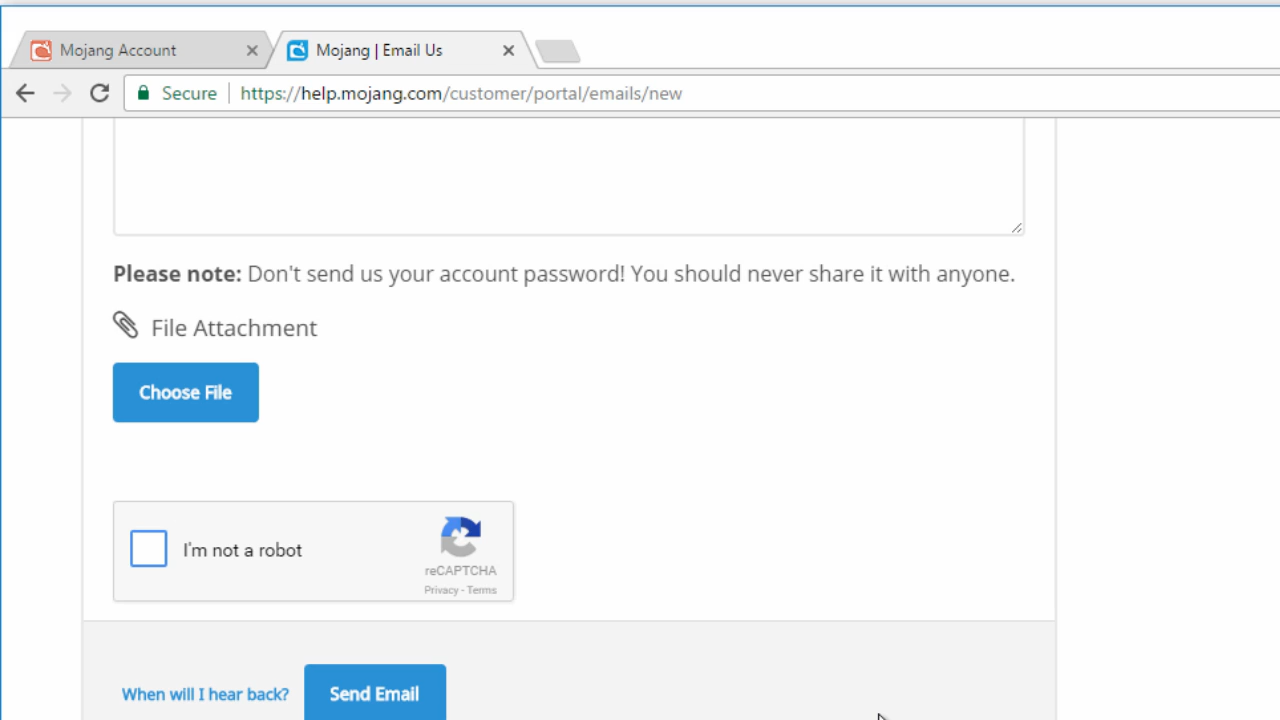 Mojang Account
Mojang | Email Us
Secure
https://help.mojang.com/customer/portal/emails/new
Please note: Don't send us your account password! You should never share it with anyone.
File Attachment
Choose File
I'm not a robot
reCAPTCHA
Privacy - Terms
When will I hear back?
Send Email